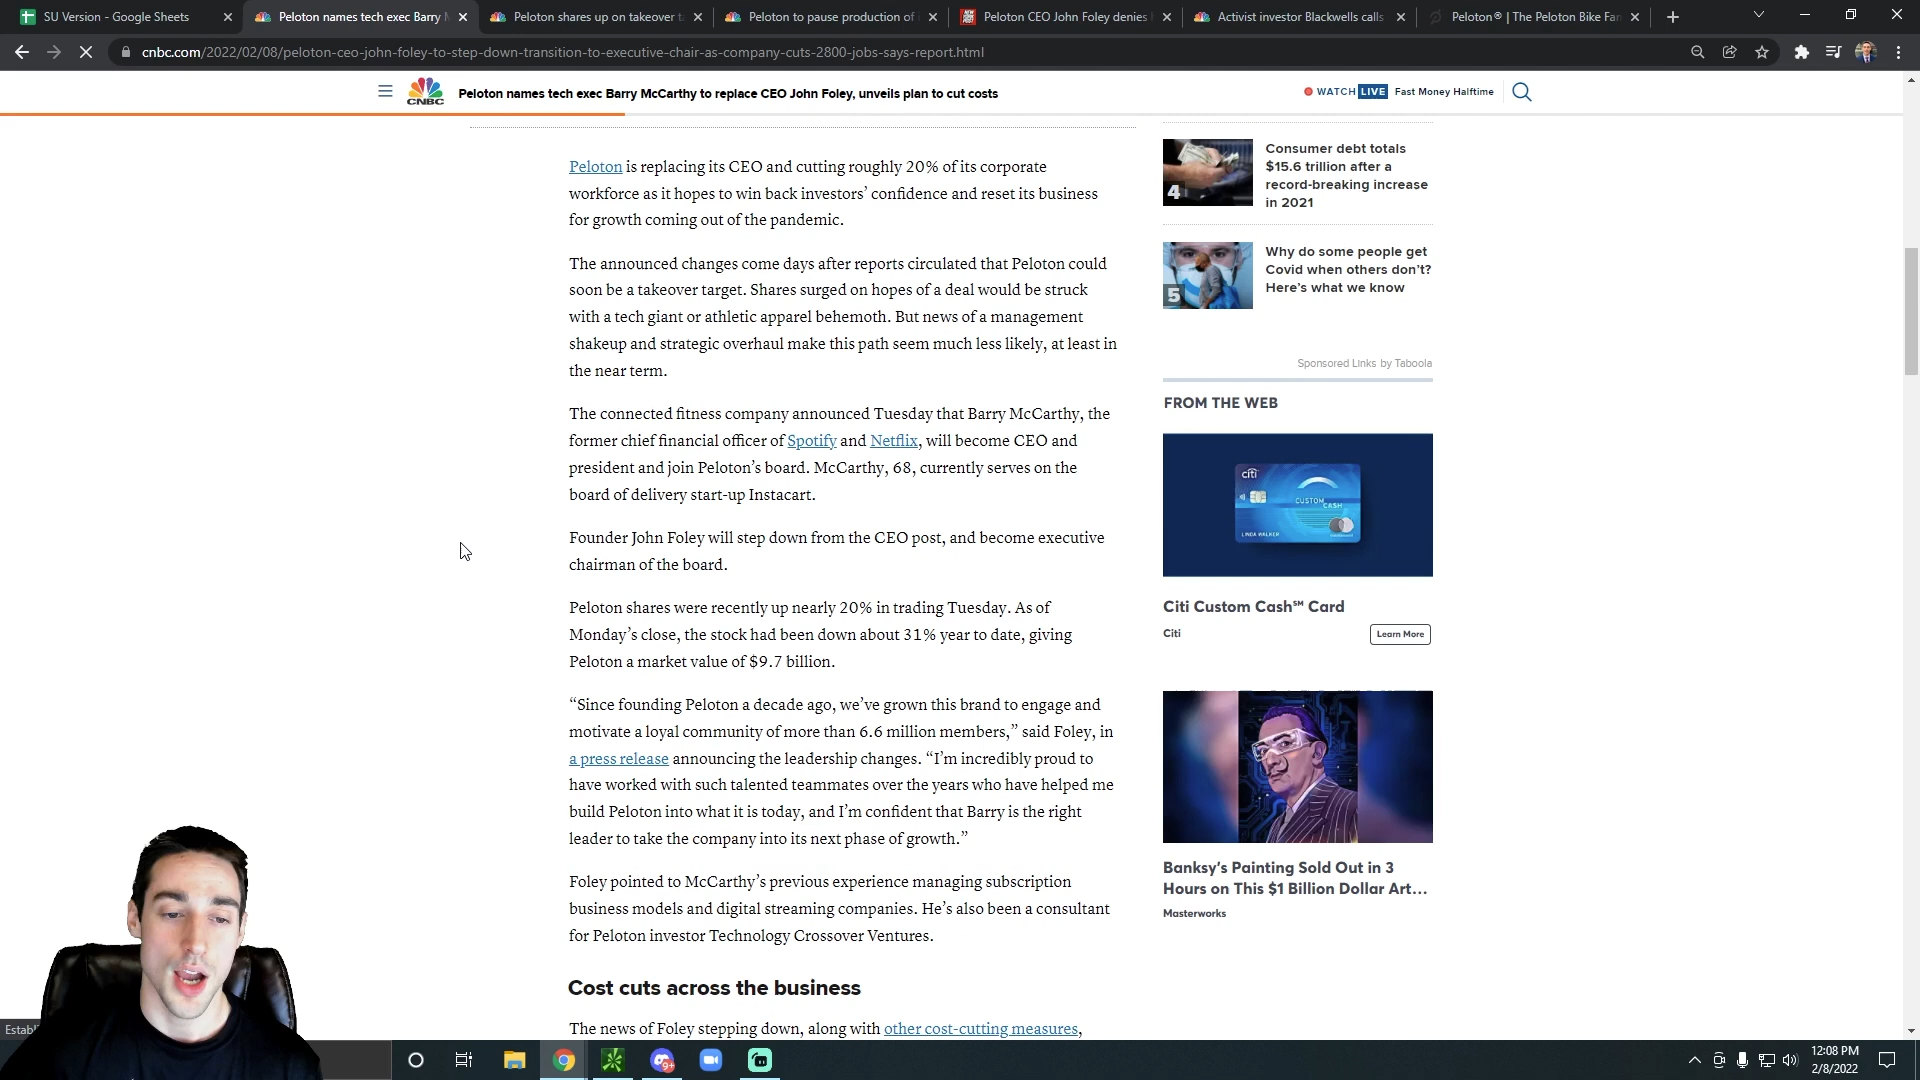 SU Version - Google Sheets
Peloton names tech exec Barry M
Peloton shares up on takeover ta
Peloton to pause production of
Peloton CEO John Foley denies
Activist investor Blackwells calls
Peloton® | The Peloton Bike Fam
cnbc.com/2022/02/08/peloton-ceo-john-foley-to-step-down-transition-to-executive-chair-as-company-cuts-2800-jobs-says-report.html
CNBC
Peloton names tech exec Barry McCarthy to replace CEO John Foley, unveils plan to cut costs
WATCH LIVE Fast Money Halftime
Peloton is replacing its CEO and cutting roughly 20% of its corporate
workforce as it hopes to win back investors’ confidence and reset its business
for growth coming out of the pandemic.
The announced changes come days after reports circulated that Peloton could
soon be a takeover target. Shares surged on hopes of a deal would be struck
with a tech giant or athletic apparel behemoth. But news of a management
shakeup and strategic overhaul make this path seem much less likely, at least in
the near term.
The connected fitness company announced Tuesday that Barry McCarthy, the
former chief financial officer of Spotify and Netflix, will become CEO and
president and join Peloton’s board. McCarthy, 68, currently serves on the
board of delivery start-up Instacart.
Founder John Foley will step down from the CEO post, and become executive
chairman of the board.
Peloton shares were recently up nearly 20% in trading Tuesday. As of
Monday’s close, the stock had been down about 31% year to date, giving
Peloton a market value of $9.7 billion.
“Since founding Peloton a decade ago, we’ve grown this brand to engage and
motivate a loyal community of more than 6.6 million members,” said Foley, in
a press release announcing the leadership changes. “I’m incredibly proud to
have worked with such talented teammates over the years who have helped me
build Peloton into what it is today, and I’m confident that Barry is the right
leader to take the company into its next phase of growth.”
Foley pointed to McCarthy’s previous experience managing subscription
business models and digital streaming companies. He’s also been a consultant
for Peloton investor Technology Crossover Ventures.
Cost cuts across the business
The news of Foley stepping down, along with other cost-cutting measures,
4
Consumer debt totals
$15.6 trillion after a
record-breaking increase
in 2021
5
Why do some people get
Covid when others don’t?
Here’s what we know
Sponsored Links by Taboola
FROM THE WEB
citi
CUSTOM
CASH
LINDA WALKER
Citi Custom Cash℠ Card
Citi
Learn More
Banksy’s Painting Sold Out in 3
Hours on This $1 Billion Dollar Art...
Masterworks
Establ
9+
12:08 PM
2/8/2022